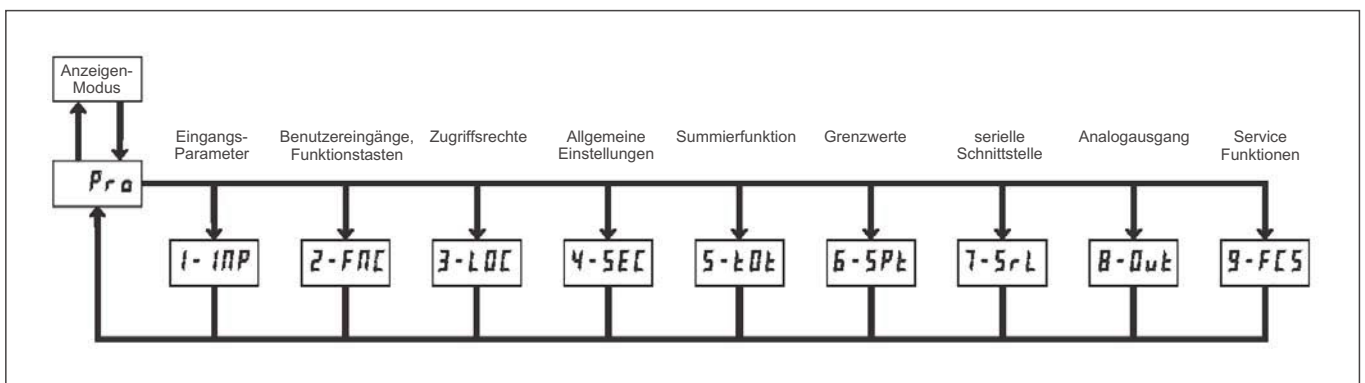 Anzeigen-
Modus
Eingangs-
Parameter
Benutzereingänge,
Funktionstasten
Zugriffsrechte
Allgemeine
Einstellungen
Summierfunktion
Grenzwerte
serielle
Schnittstelle
Analogausgang
Service
Funktionen
Pro
1-INP
2-FNC
3-LOC
4-SEC
5-tOt
6-SPt
7-SrL
8-Out
9-FCS